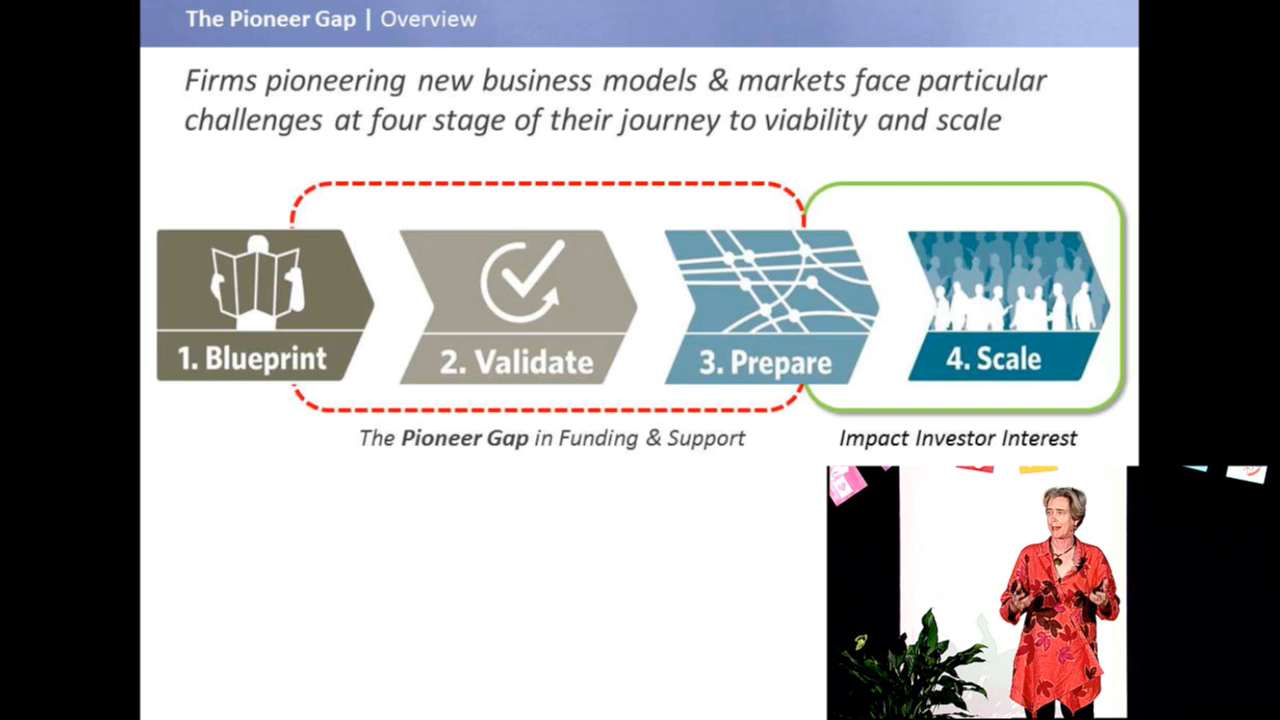 The Pioneer Gap | Overview
Firms pioneering new business models & markets face particular
challenges at four stage of their journey to viability and scale
1. Blueprint
2. Validate
3. Prepare
4. Scale
The Pioneer Gap in Funding & Support
Impact Investor Interest